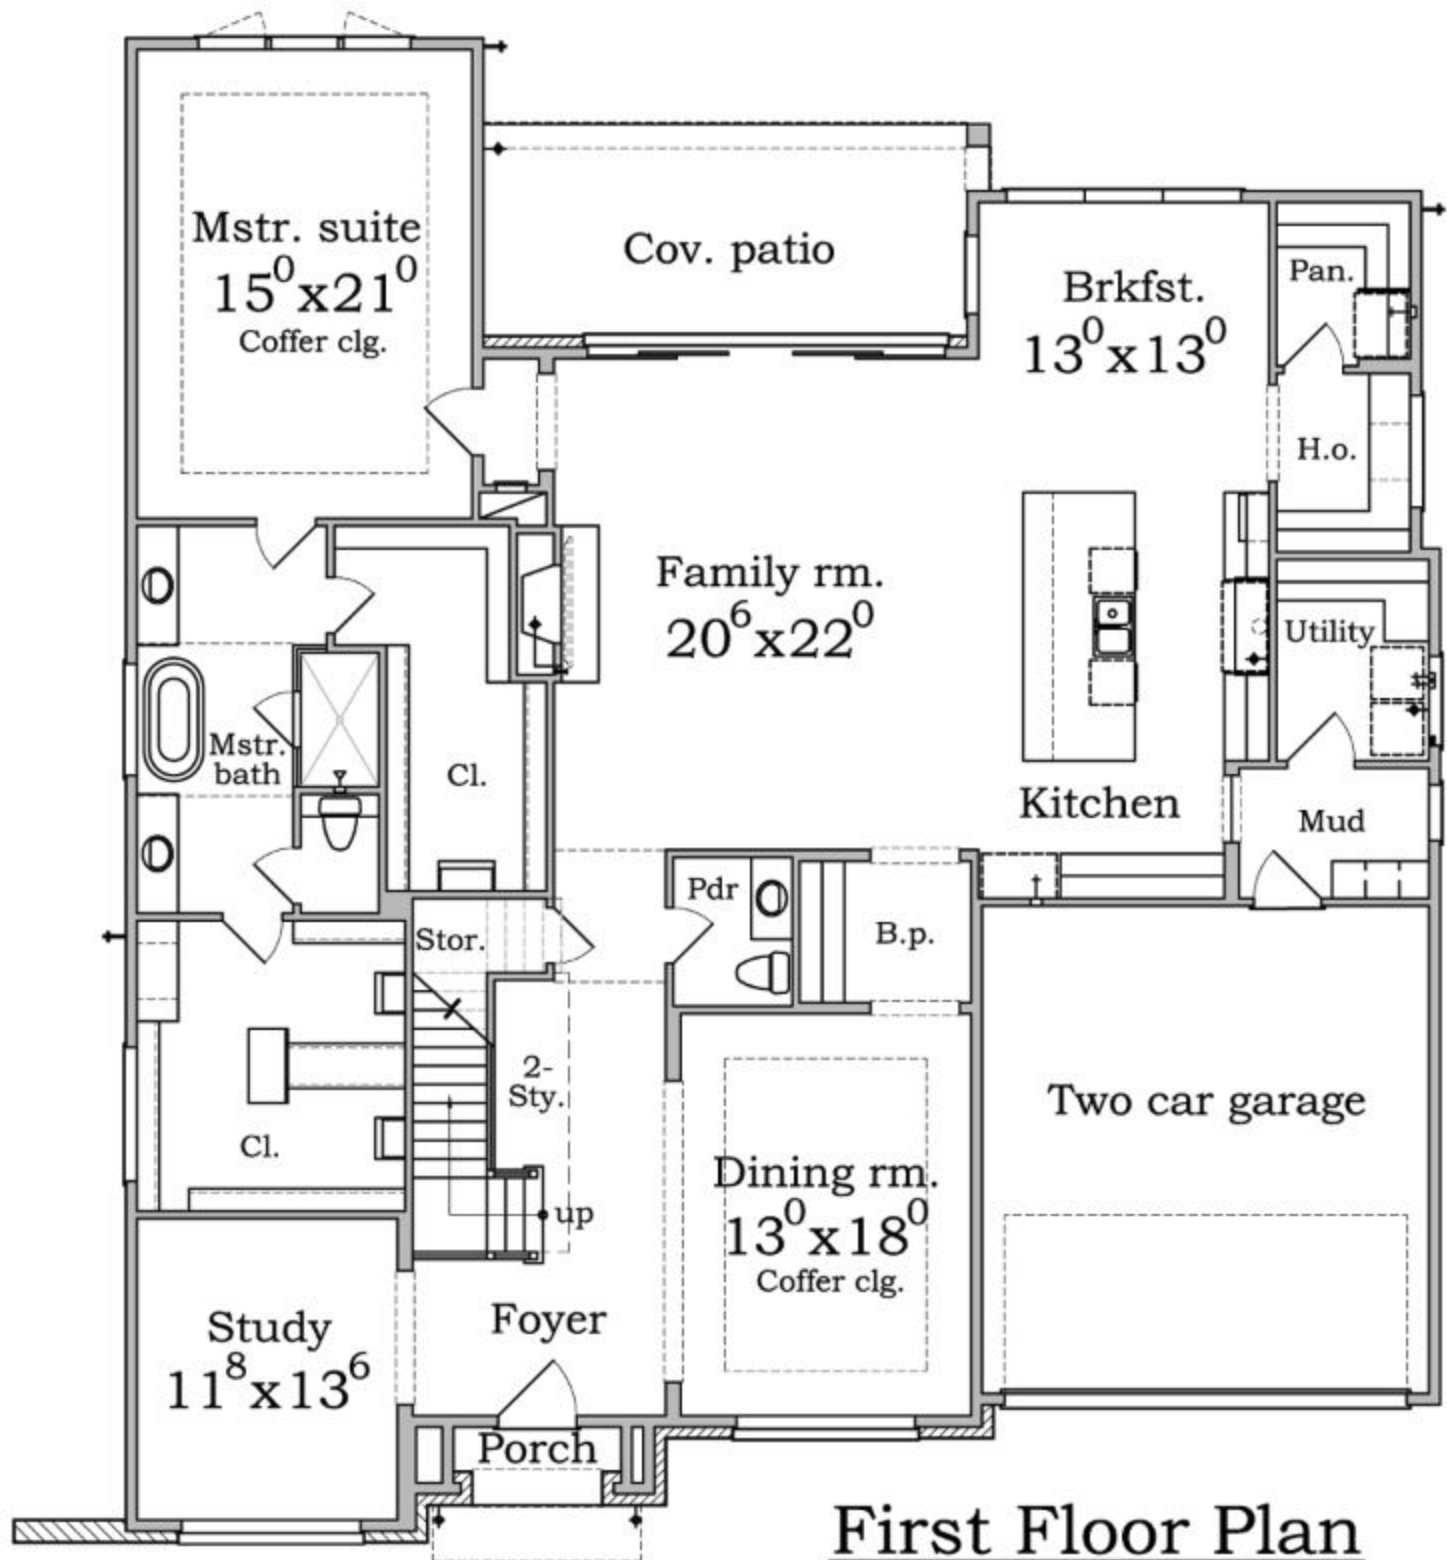 Mstr. suite
15⁰x21⁰
Coffer clg.
Cov. patio
Brkfst.
13⁰x13⁰
Pan.
H.o.
Family rm.
20⁶x22⁰
Utility
Mstr.
bath
Cl.
Kitchen
Mud
Pdr
B.p.
Stor.
2-
Sty.
Cl.
up
Two car garage
Dining rm.
13⁰x18⁰
Coffer clg.
Study
11⁸x13⁶
Foyer
Porch
First Floor Plan